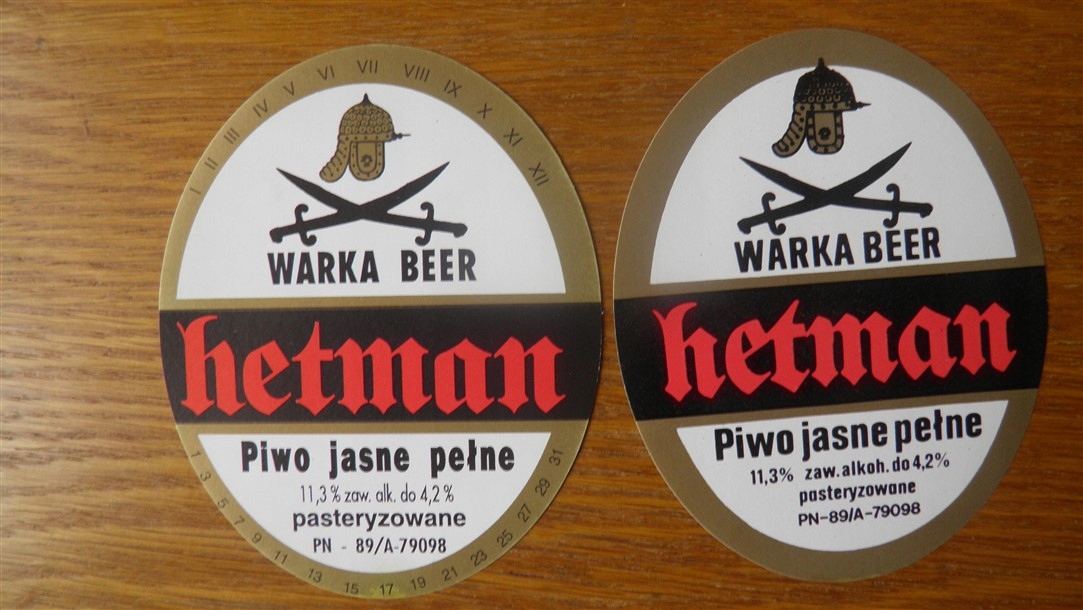 I II III IV V VI VII VIII IX X XI XII
WARKA BEER
hetman
Piwo jasne pełne
11,3% zaw. alk. do 4,2%
pasteryzowane
PN - 89/A-79098
1 3 5 7 9 11 13 15 17 19 21 23 25 27 29 31
WARKA BEER
hetman
Piwo jasne pełne
11,3% zaw. alkoh. do 4,2%
pasteryzowane
PN-89/A-79098